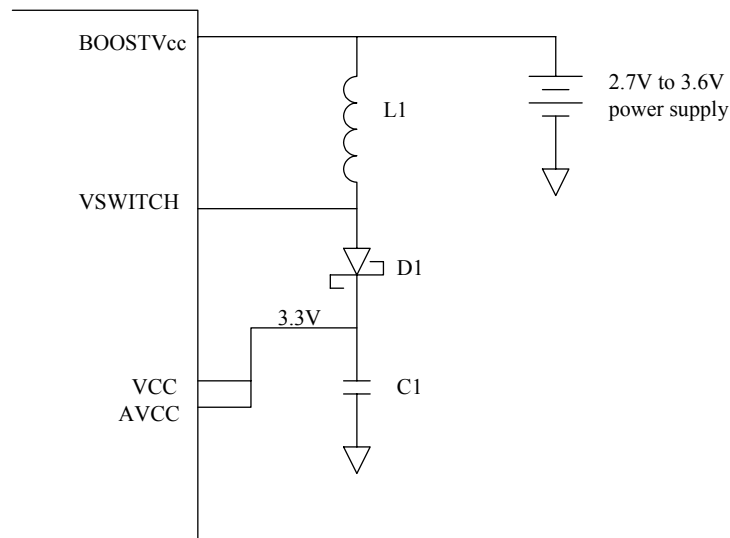 BOOSTVcc
2.7V to 3.6V
power supply
L1
VSWITCH
D1
3.3V
VCC
C1
AVCC